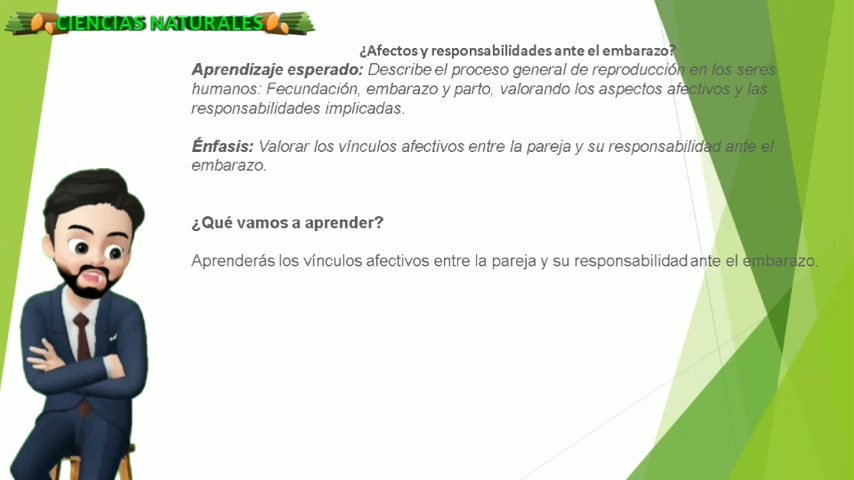 CIENCIAS NATURALES
¿Afectos y responsabilidades ante el embarazo?
Aprendizaje esperado: Describe el proceso general de reproducción en los seres
humanos: Fecundación, embarazo y parto, valorando los aspectos afectivos y las
responsabilidades implicadas.
Énfasis: Valorar los vínculos afectivos entre la pareja y su responsabilidad ante el
embarazo.
¿Qué vamos a aprender?
Aprenderás los vínculos afectivos entre la pareja y su responsabilidad ante el embarazo.